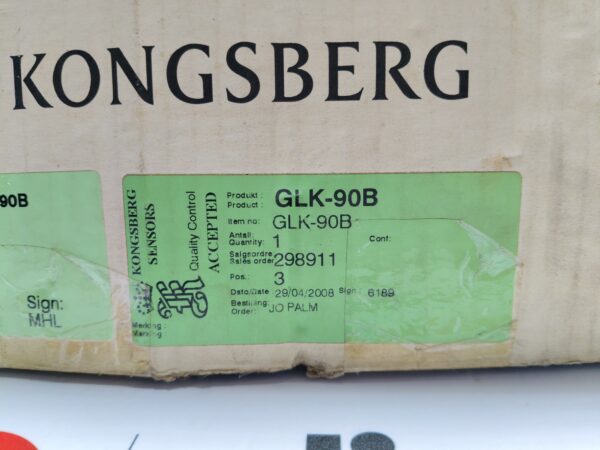 KONGSBERG
90B
Sign:
MHL
KONGSBERG
SENSORS
Quality Control
ACCEPTED
Produkt :
Product :
GLK-90B
Item no: GLK-90B
Antall:
Quantity: 1
Conf:
Salgsordre
Sales order 298911
Pos.: 3
Dato/Date 29/04/2008 Sign : 6189
Bestilling:
Order: JO PALM
Merking :
Marking :